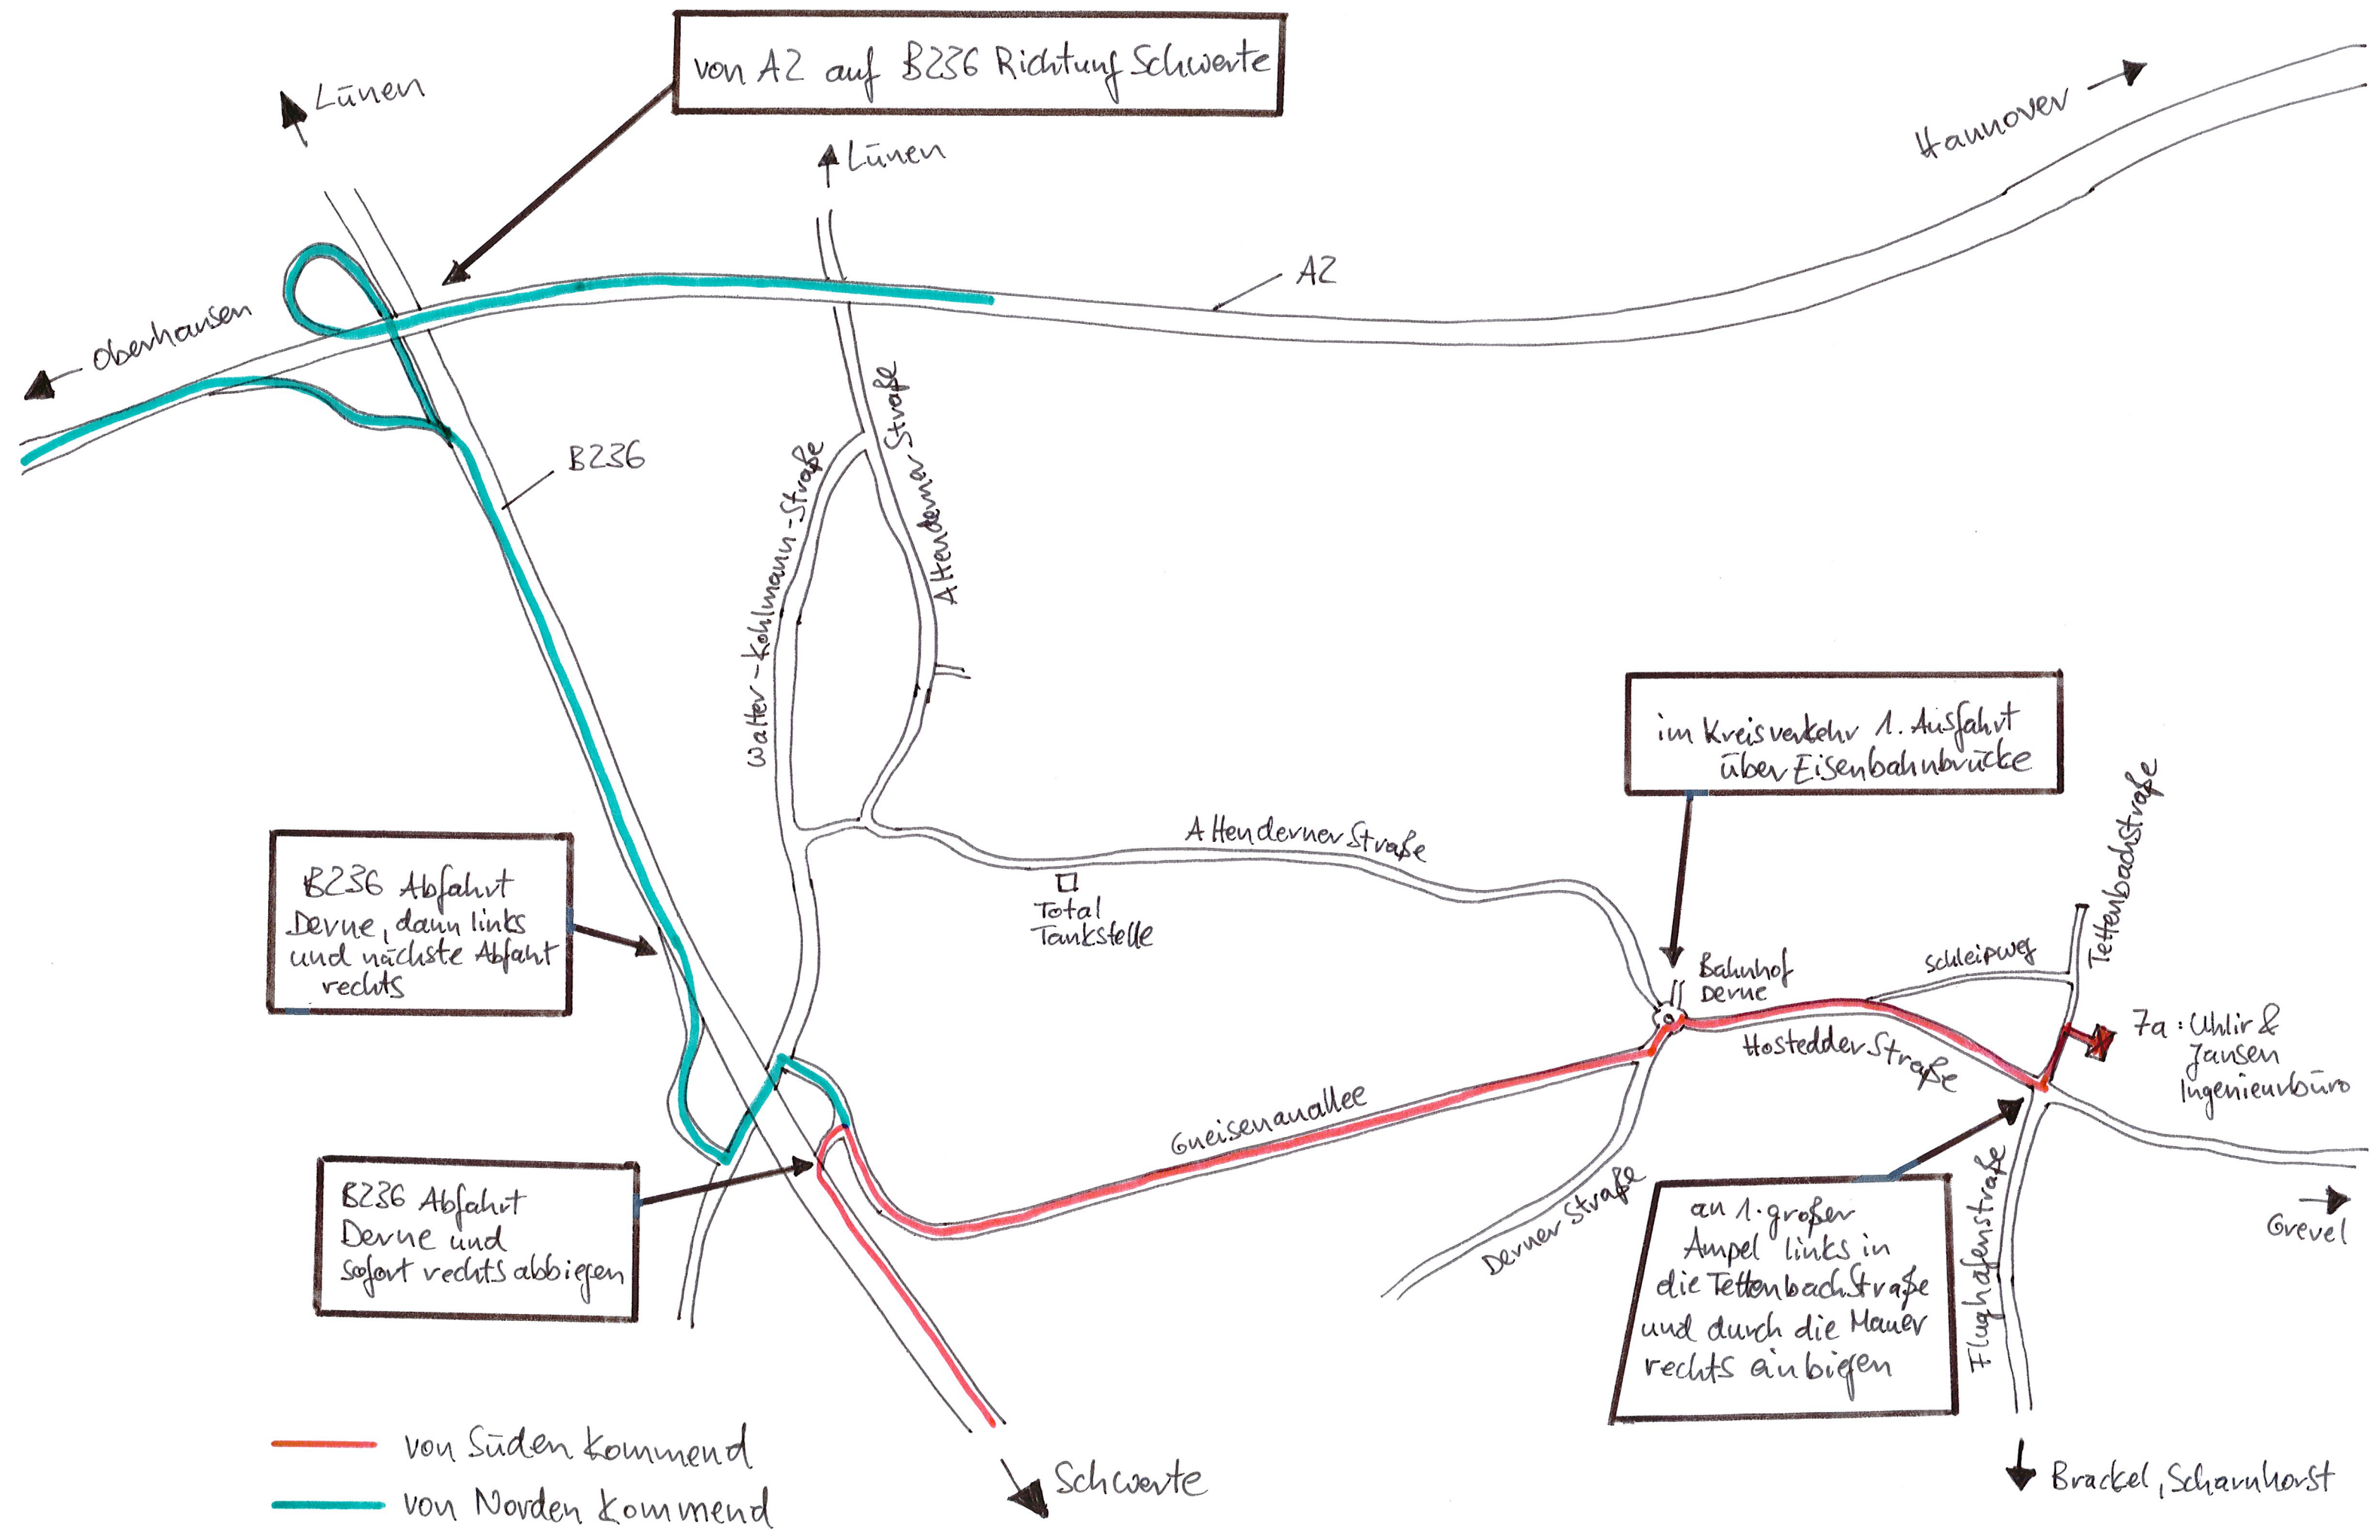 von A2 auf B236 Richtung Schwerte
Lünen
Lünen
Hannover
A2
Oberhausen
B236
Walter-Kohlmann-Straße
Altenderner Straße
im Kreisverkehr 1. Ausfahrt
über Eisenbahnbrücke
Altenderner Straße
Total
Tankstelle
B236 Abfahrt
Derne, dann links
und nächste Abfahrt
rechts
Bahnhof
Derne
Schleipweg
Tettenbachstraße
Hostedder Straße
7a: Uhlir &
Jansen
Ingenieurbüro
Gneisenauallee
B236 Abfahrt
Derne und
sofort rechts abbiegen
Derner Straße
an 1. großer
Ampel links in
die Tettenbachstraße
und durch die Mauer
rechts einbiegen
Flughafenstraße
Grevel
von Süden kommend
von Norden kommend
Schwerte
Brackel, Scharnhorst